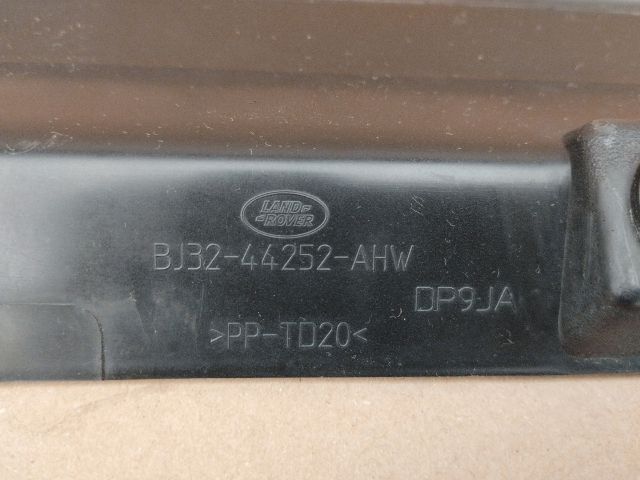 LAND
ROVER
BJ32-44252-AHW
DP9JA
>PP-TD20<